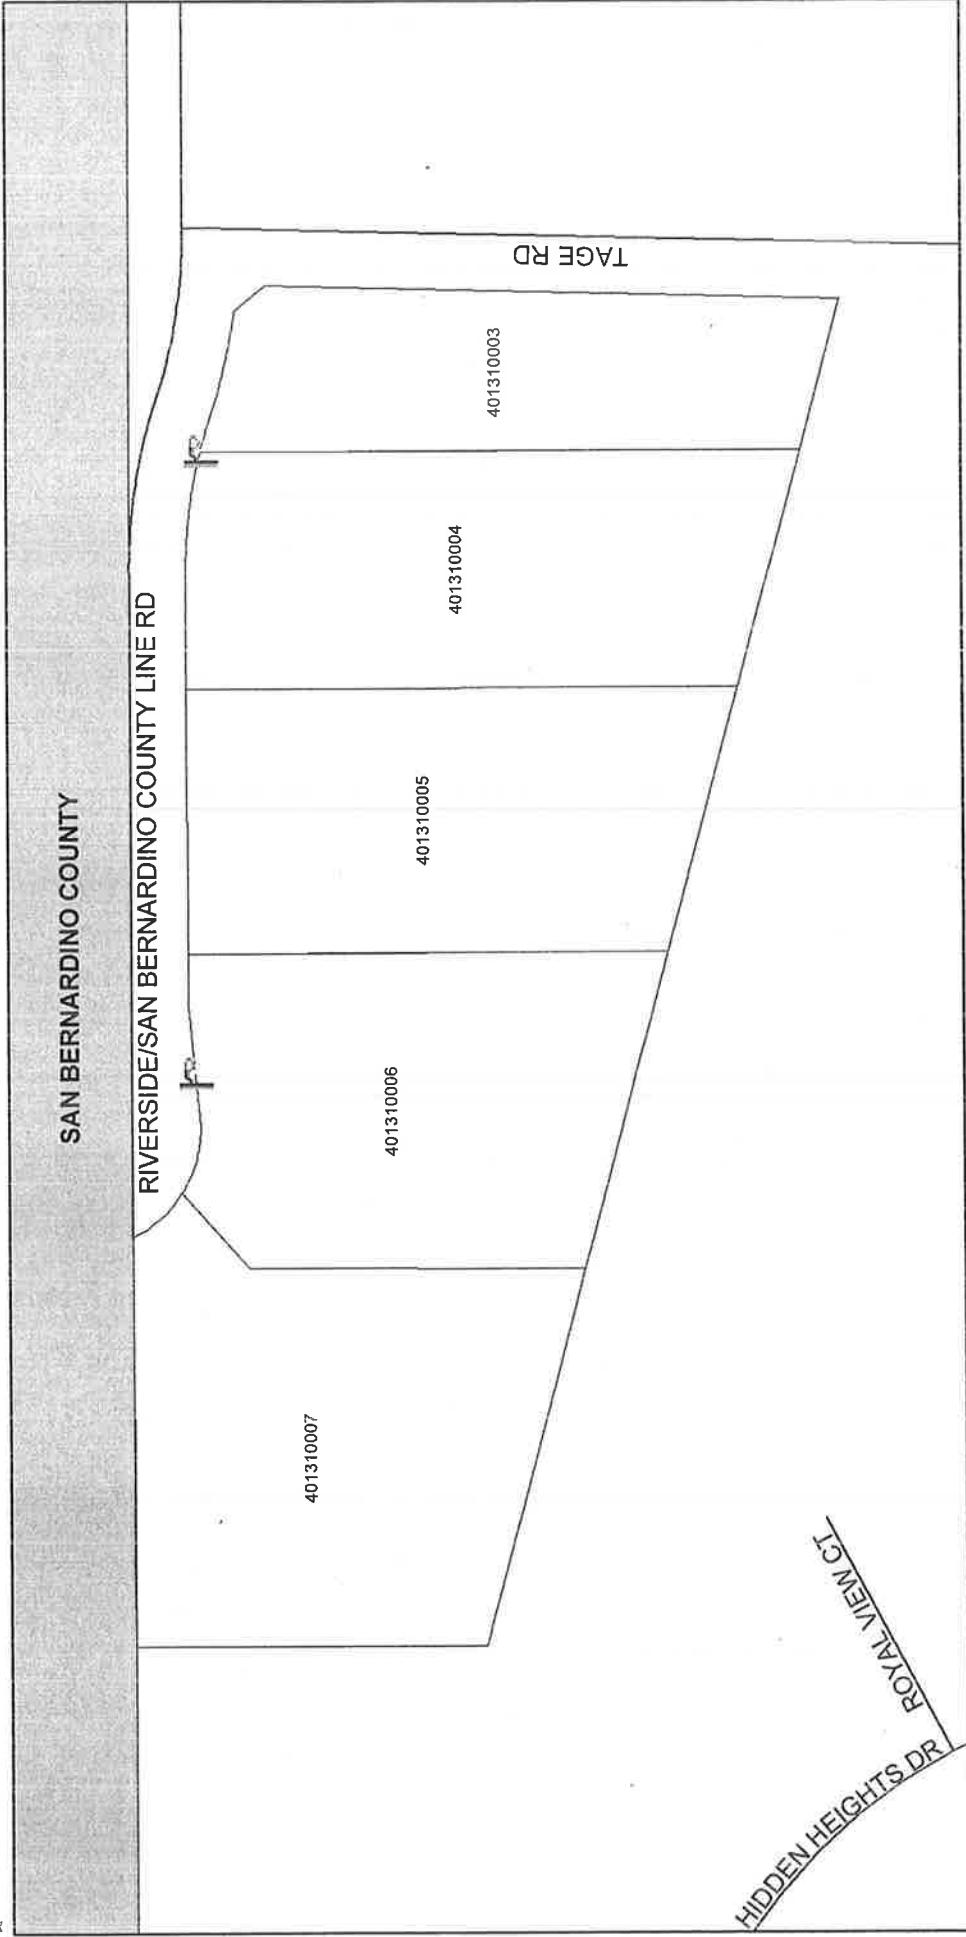 SAN BERNARDINO COUNTY
RIVERSIDE/SAN BERNARDINO COUNTY LINE RD
401310007
401310006
401310005
401310004
401310003
TAGE RD
HIDDEN HEIGHTS DR
ROYAL VIEW CT